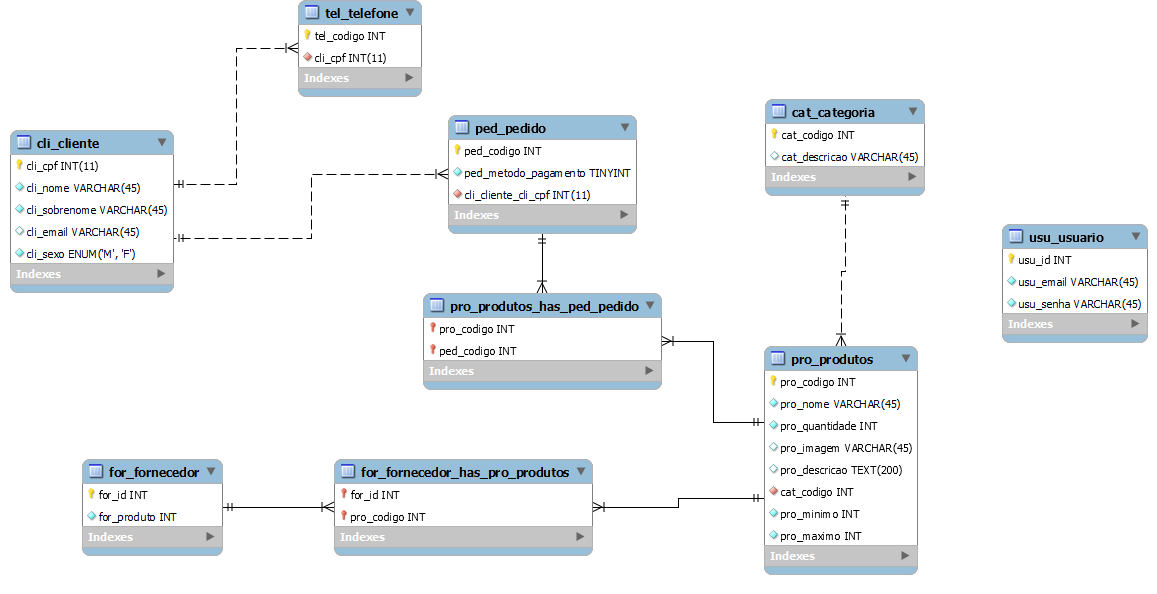 tel_telefone
tel_codigo INT
cli_cpf INT(11)
Indexes
cli_cliente
cli_cpf INT(11)
cli_nome VARCHAR(45)
cli_sobrenome VARCHAR(45)
cli_email VARCHAR(45)
cli_sexo ENUM('M', 'F')
Indexes
ped_pedido
ped_codigo INT
ped_metodo_pagamento TINYINT
cli_cliente_cli_cpf INT(11)
Indexes
cat_categoria
cat_codigo INT
cat_descricao VARCHAR(45)
Indexes
usu_usuario
usu_id INT
usu_email VARCHAR(45)
usu_senha VARCHAR(45)
Indexes
pro_produtos_has_ped_pedido
pro_codigo INT
ped_codigo INT
Indexes
pro_produtos
pro_codigo INT
pro_nome VARCHAR(45)
pro_quantidade INT
pro_imagem VARCHAR(45)
pro_descricao TEXT(200)
cat_codigo INT
pro_minimo INT
pro_maximo INT
Indexes
for_fornecedor
for_id INT
for_produto INT
Indexes
for_fornecedor_has_pro_produtos
for_id INT
pro_codigo INT
Indexes